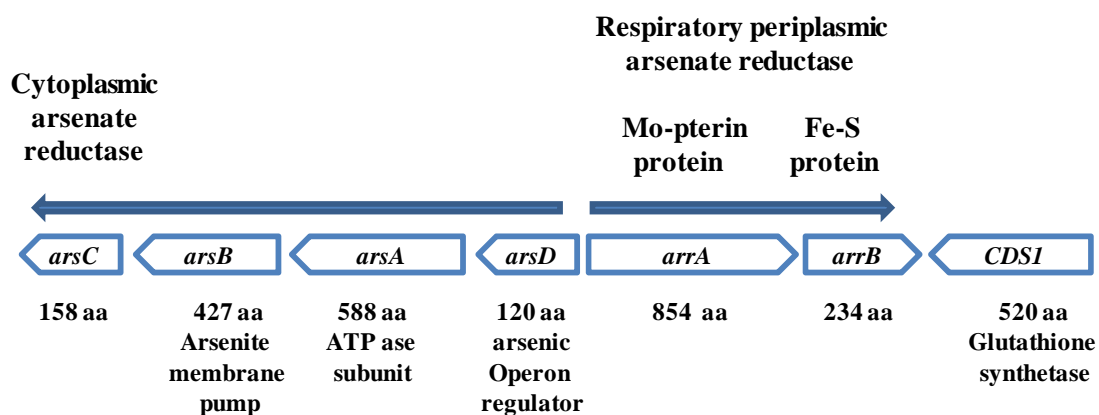 Respiratory periplasmic
arsenate reductase
Cytoplasmic
arsenate
reductase
Mo-pterin
protein
Fe-S
protein
arsC
arsB
arsA
arsD
arrA
arrB
CDS1
158 aa
427 aa
Arsenite
membrane
pump
588 aa
ATP ase
subunit
120 aa
arsenic
Operon
regulator
854 aa
234 aa
520 aa
Glutathione
synthetase